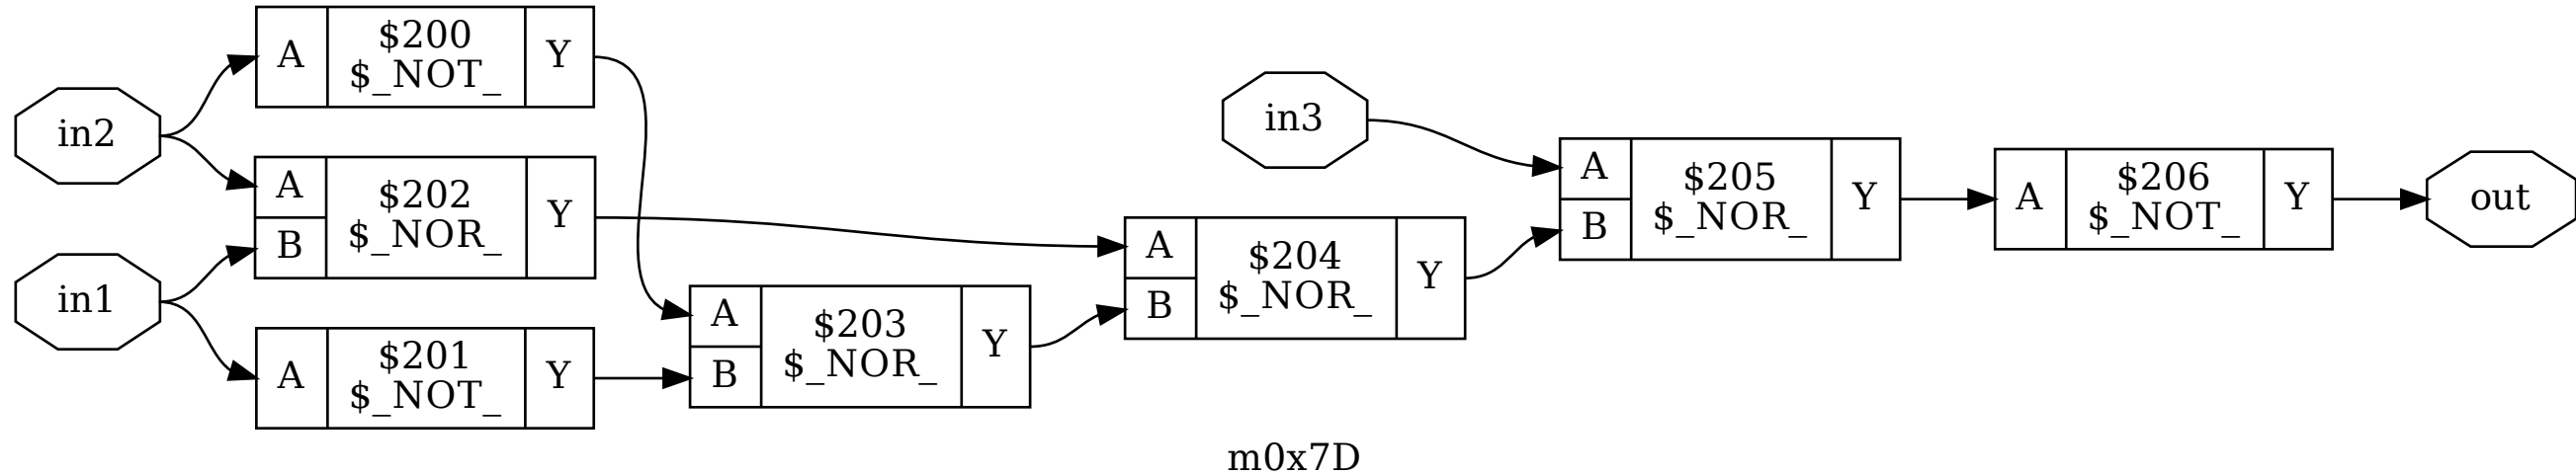 in2
in1
A
$200
$_NOT_
Y
A
B
$202
$_NOR_
Y
A
$201
$_NOT_
Y
A
B
$203
$_NOR_
Y
in3
A
B
$204
$_NOR_
Y
A
B
$205
$_NOR_
Y
A
$206
$_NOT_
Y
out
m0x7D